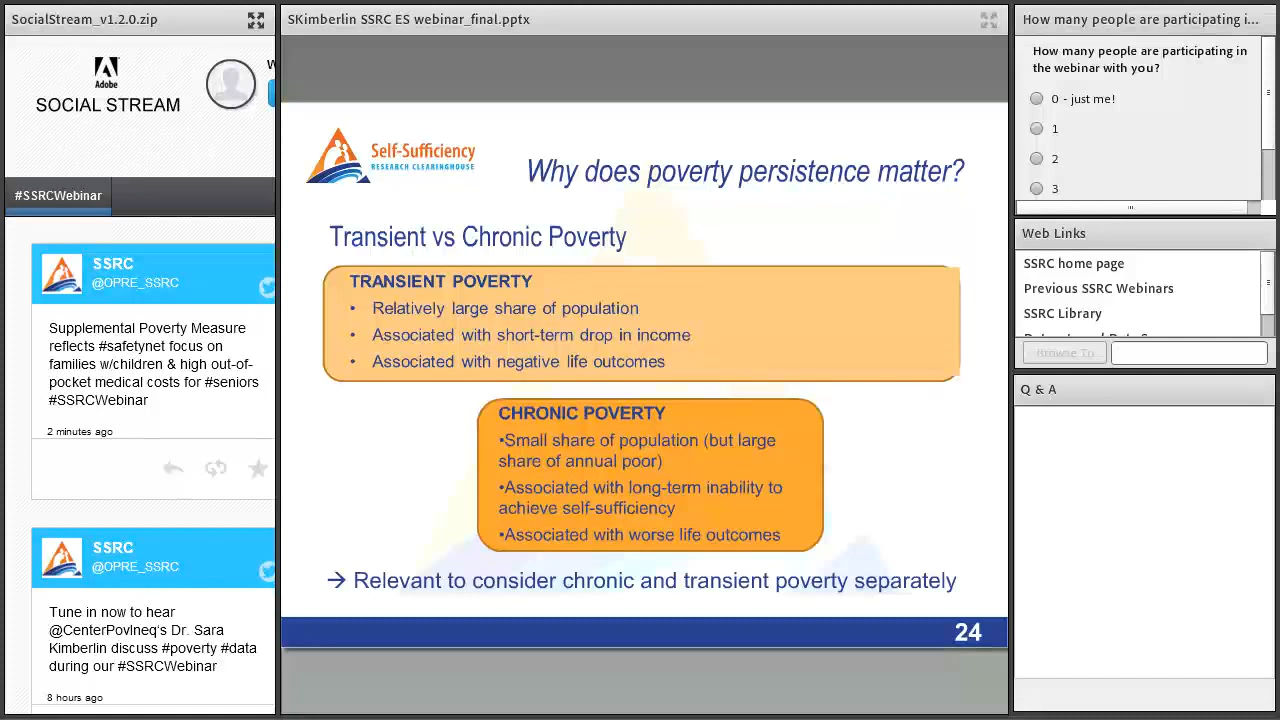 SocialStream_v1.2.0.zip
Adobe
SOCIAL STREAM
#SSRCWebinar
SSRC
@OPRE_SSRC
Supplemental Poverty Measure
reflects #safetynet focus on
families w/children & high out-of-
pocket medical costs for #seniors
#SSRCWebinar
2 minutes ago
SSRC
@OPRE_SSRC
Tune in now to hear
@CenterPovIneq's Dr. Sara
Kimberlin discuss #poverty #data
during our #SSRCWebinar
8 hours ago
SKimberlin SSRC ES webinar_final.pptx
Self-Sufficiency
RESEARCH CLEARINGHOUSE
Why does poverty persistence matter?
Transient vs Chronic Poverty
TRANSIENT POVERTY
• Relatively large share of population
• Associated with short-term drop in income
• Associated with negative life outcomes
CHRONIC POVERTY
•Small share of population (but large
share of annual poor)
•Associated with long-term inability to
achieve self-sufficiency
•Associated with worse life outcomes
→ Relevant to consider chronic and transient poverty separately
24
How many people are participating i...
How many people are participating in
the webinar with you?
0 - just me!
1
2
3
Web Links
SSRC home page
Previous SSRC Webinars
SSRC Library
Browse To
Q & A